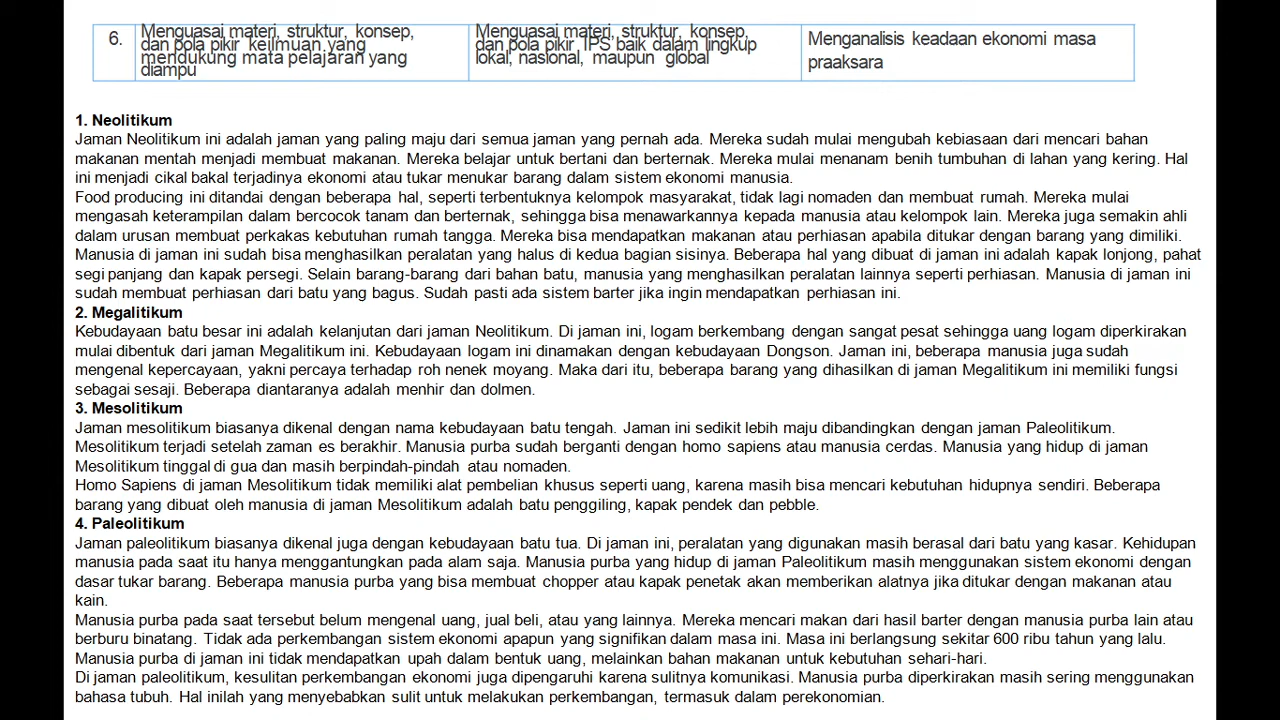 6.
Menguasai materi, struktur, konsep,
dan pola pikir keilmuan yang
mendukung mata pelajaran yang
diampu
Menguasai materi, struktur, konsep,
dan pola pikir IPS baik dalam lingkup
lokal, nasional, maupun global
Menganalisis keadaan ekonomi masa
praaksara
1. Neolitikum
Jaman Neolitikum ini adalah jaman yang paling maju dari semua jaman yang pernah ada. Mereka sudah mulai mengubah kebiasaan dari mencari bahan
makanan mentah menjadi membuat makanan. Mereka belajar untuk bertani dan berternak. Mereka mulai menanam benih tumbuhan di lahan yang kering. Hal
ini menjadi cikal bakal terjadinya ekonomi atau tukar menukar barang dalam sistem ekonomi manusia.
Food producing ini ditandai dengan beberapa hal, seperti terbentuknya kelompok masyarakat, tidak lagi nomaden dan membuat rumah. Mereka mulai
mengasah keterampilan dalam bercocok tanam dan berternak, sehingga bisa menawarkannya kepada manusia atau kelompok lain. Mereka juga semakin ahli
dalam urusan membuat perkakas kebutuhan rumah tangga. Mereka bisa mendapatkan makanan atau perhiasan apabila ditukar dengan barang yang dimiliki.
Manusia di jaman ini sudah bisa menghasilkan peralatan yang halus di kedua bagian sisinya. Beberapa hal yang dibuat di jaman ini adalah kapak lonjong, pahat
segi panjang dan kapak persegi. Selain barang-barang dari bahan batu, manusia yang menghasilkan peralatan lainnya seperti perhiasan. Manusia di jaman ini
sudah membuat perhiasan dari batu yang bagus. Sudah pasti ada sistem barter jika ingin mendapatkan perhiasan ini.
2. Megalitikum
Kebudayaan batu besar ini adalah kelanjutan dari jaman Neolitikum. Di jaman ini, logam berkembang dengan sangat pesat sehingga uang logam diperkirakan
mulai dibentuk dari jaman Megalitikum ini. Kebudayaan logam ini dinamakan dengan kebudayaan Dongson. Jaman ini, beberapa manusia juga sudah
mengenal kepercayaan, yakni percaya terhadap roh nenek moyang. Maka dari itu, beberapa barang yang dihasilkan di jaman Megalitikum ini memiliki fungsi
sebagai sesaji. Beberapa diantaranya adalah menhir dan dolmen.
3. Mesolitikum
Jaman mesolitikum biasanya dikenal dengan nama kebudayaan batu tengah. Jaman ini sedikit lebih maju dibandingkan dengan jaman Paleolitikum.
Mesolitikum terjadi setelah zaman es berakhir. Manusia purba sudah berganti dengan homo sapiens atau manusia cerdas. Manusia yang hidup di jaman
Mesolitikum tinggal di gua dan masih berpindah-pindah atau nomaden.
Homo Sapiens di jaman Mesolitikum tidak memiliki alat pembelian khusus seperti uang, karena masih bisa mencari kebutuhan hidupnya sendiri. Beberapa
barang yang dibuat oleh manusia di jaman Mesolitikum adalah batu penggiling, kapak pendek dan pebble.
4. Paleolitikum
Jaman paleolitikum biasanya dikenal juga dengan kebudayaan batu tua. Di jaman ini, peralatan yang digunakan masih berasal dari batu yang kasar. Kehidupan
manusia pada saat itu hanya menggantungkan pada alam saja. Manusia purba yang hidup di jaman Paleolitikum masih menggunakan sistem ekonomi dengan
dasar tukar barang. Beberapa manusia purba yang bisa membuat chopper atau kapak penetak akan memberikan alatnya jika ditukar dengan makanan atau
kain.
Manusia purba pada saat tersebut belum mengenal uang, jual beli, atau yang lainnya. Mereka mencari makan dari hasil barter dengan manusia purba lain atau
berburu binatang. Tidak ada perkembangan sistem ekonomi apapun yang signifikan dalam masa ini. Masa ini berlangsung sekitar 600 ribu tahun yang lalu.
Manusia purba di jaman ini tidak mendapatkan upah dalam bentuk uang, melainkan bahan makanan untuk kebutuhan sehari-hari.
Di jaman paleolitikum, kesulitan perkembangan ekonomi juga dipengaruhi karena sulitnya komunikasi. Manusia purba diperkirakan masih sering menggunakan
bahasa tubuh. Hal inilah yang menyebabkan sulit untuk melakukan perkembangan, termasuk dalam perekonomian.